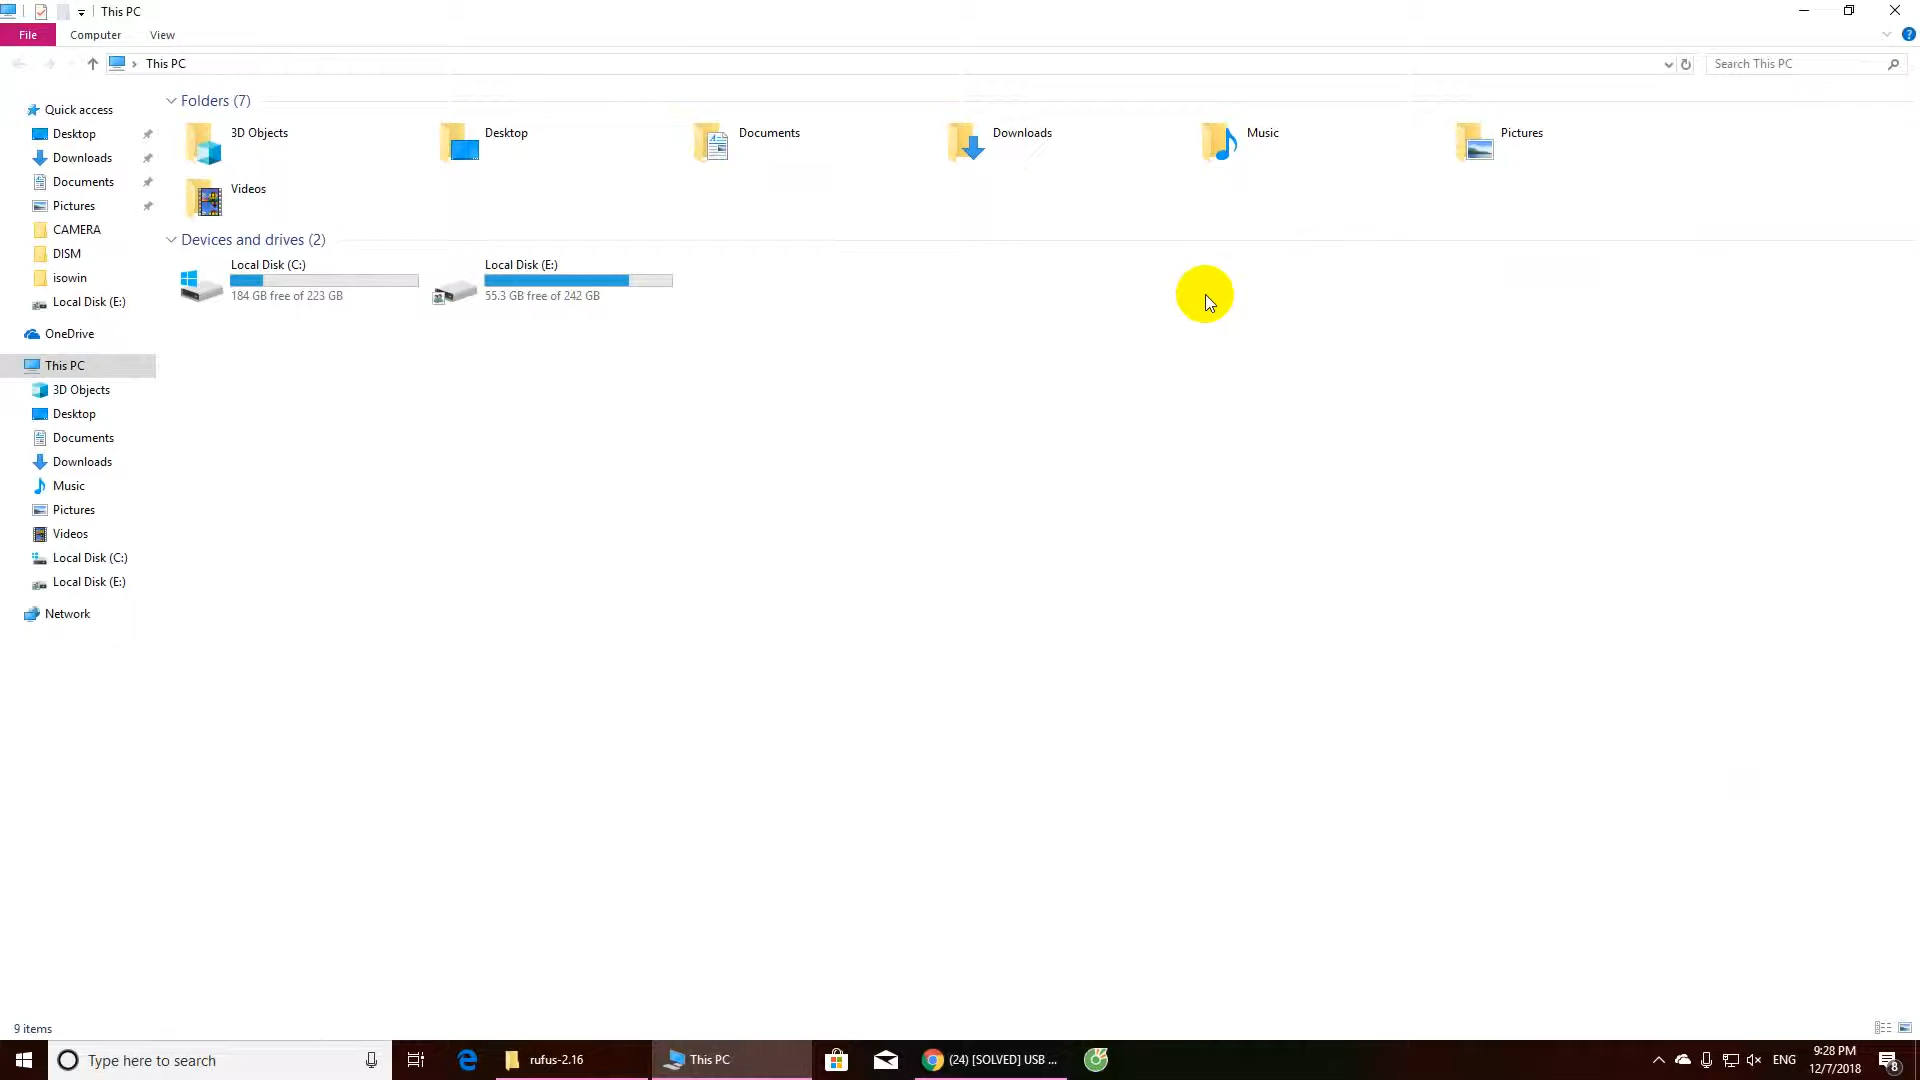 This PC
File Computer View
This PC
Search This PC
Quick access
Desktop
Downloads
Documents
Pictures
CAMERA
DISM
isowin
Local Disk (E:)
OneDrive
This PC
3D Objects
Desktop
Documents
Downloads
Music
Pictures
Videos
Local Disk (C:)
Local Disk (E:)
Network
Folders (7)
3D Objects
Desktop
Documents
Downloads
Music
Pictures
Videos
Devices and drives (2)
Local Disk (C:)
184 GB free of 223 GB
Local Disk (E:)
55.3 GB free of 242 GB
9 items
Type here to search
rufus-2.16
This PC
(24) [SOLVED] USB ...
ENG
9:28 PM
12/7/2018
8